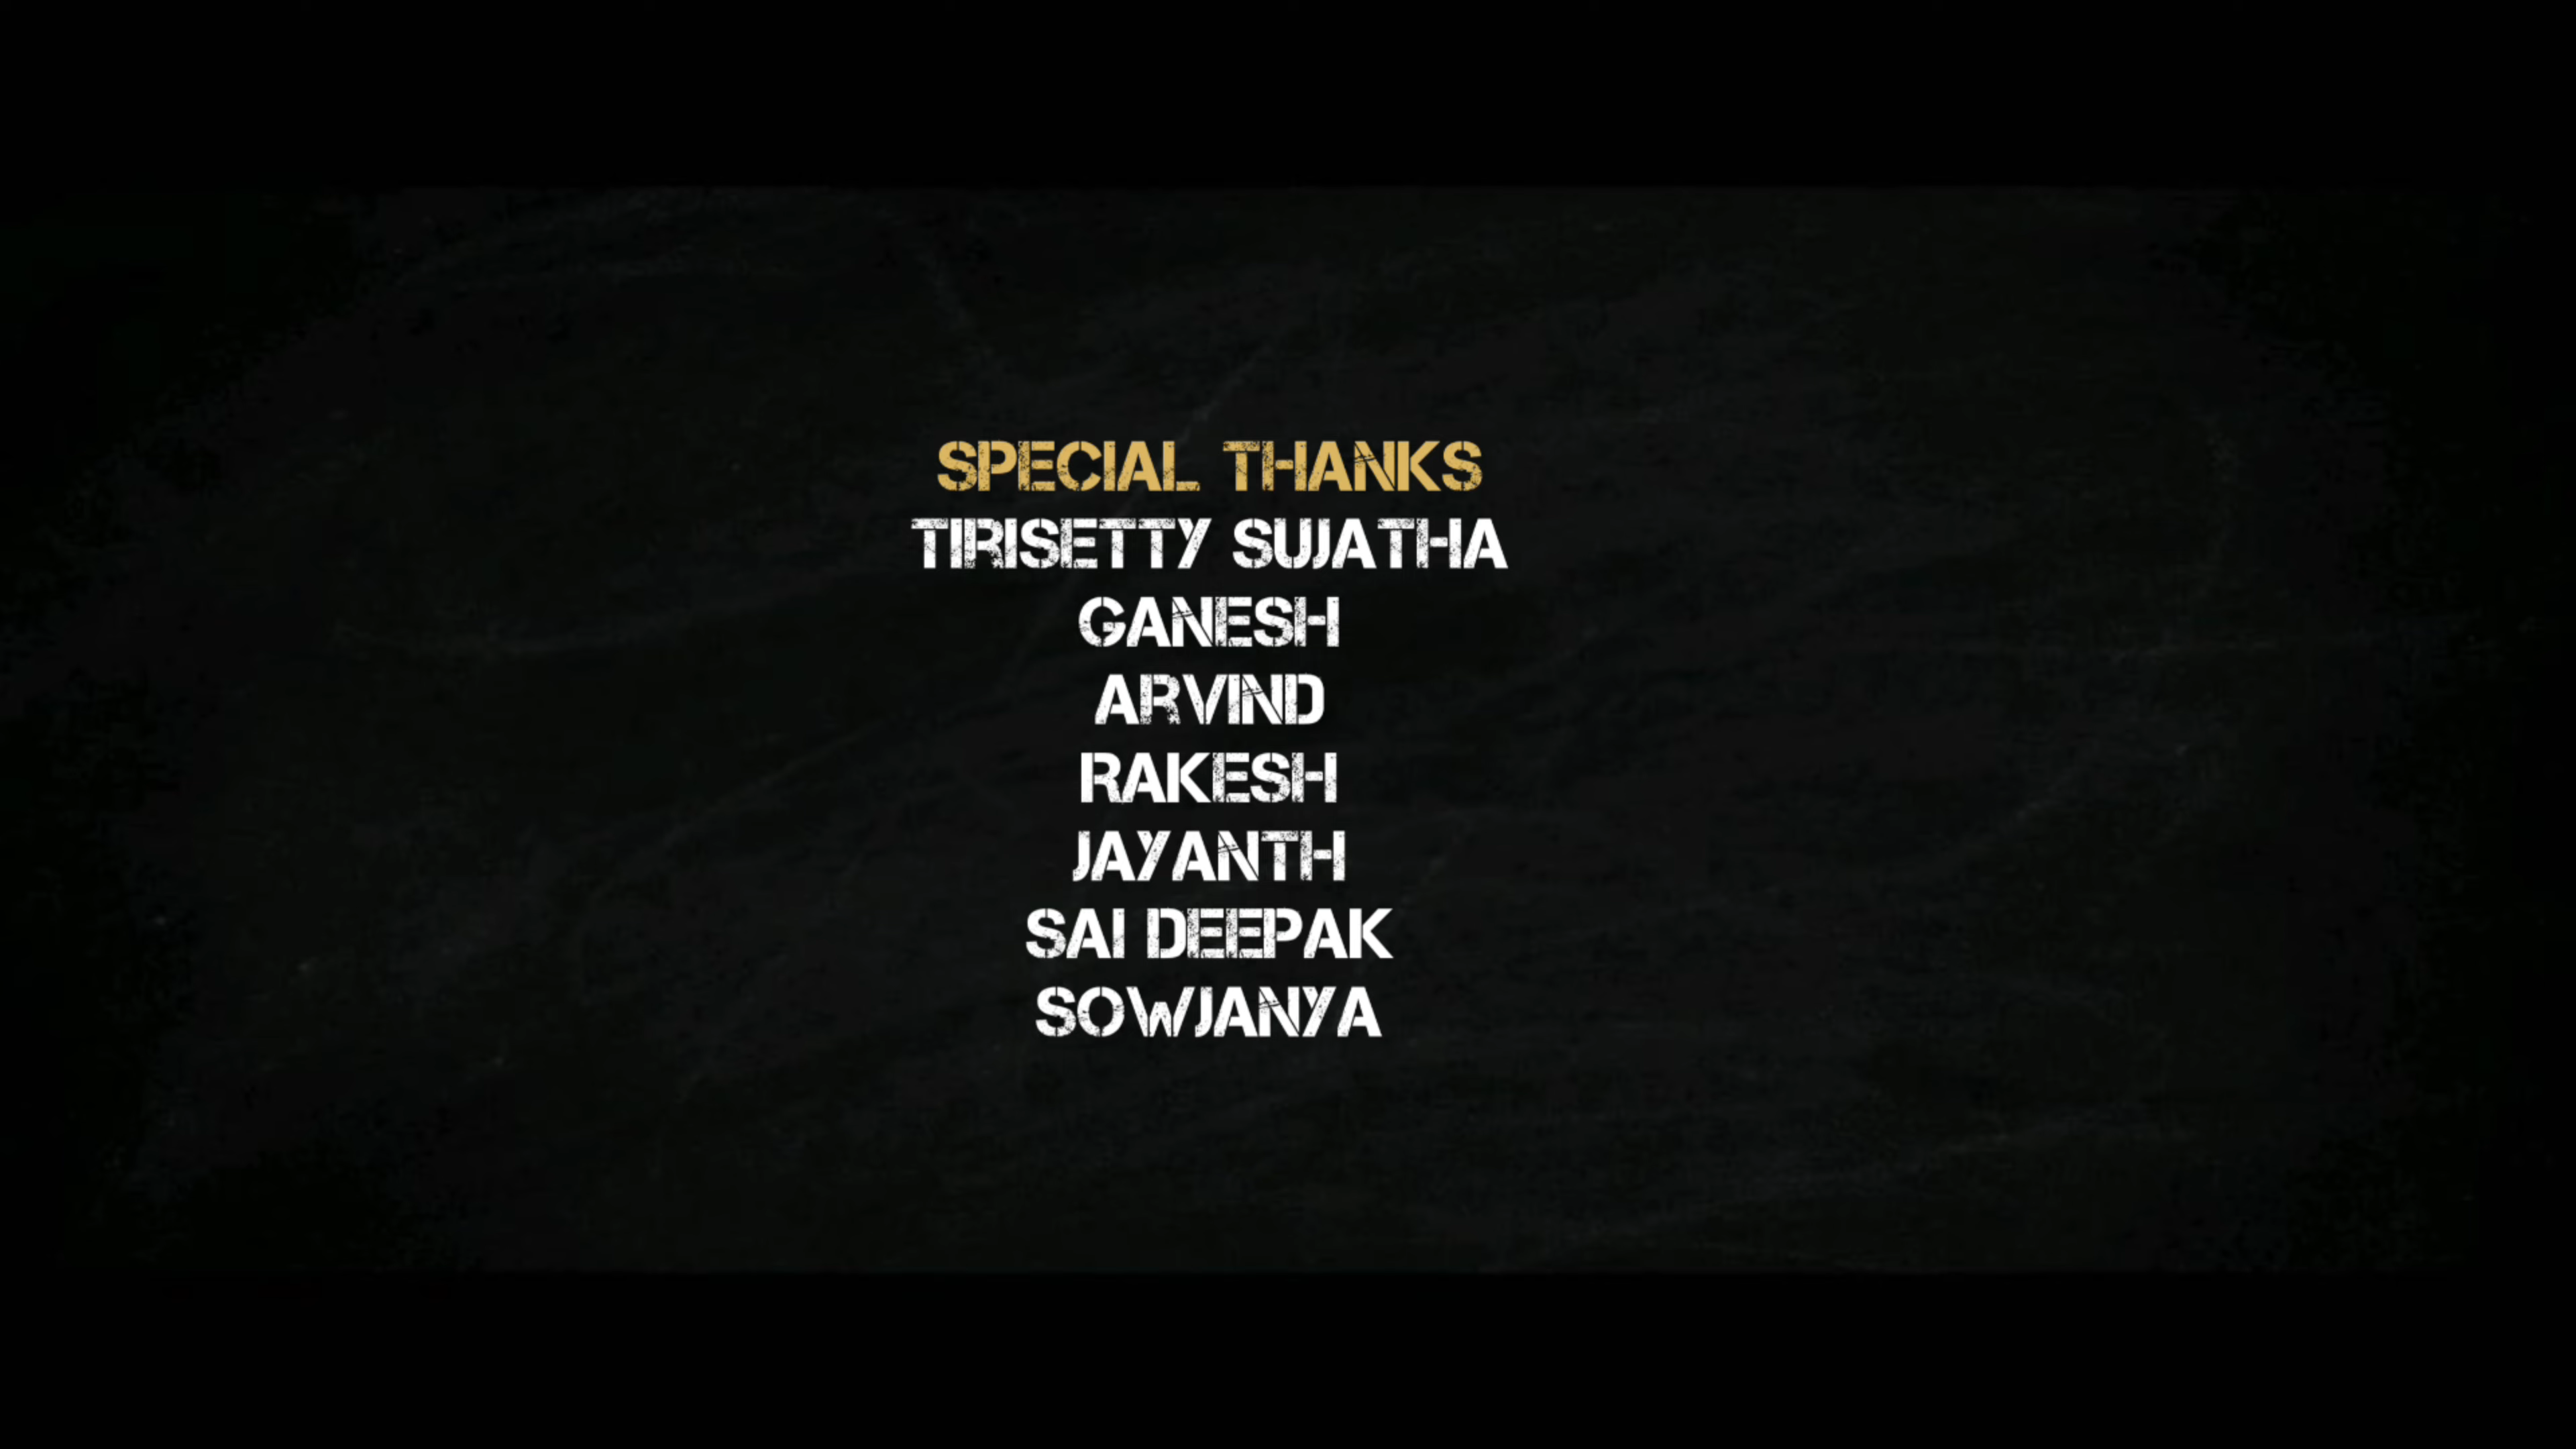 SPECIAL THANKS
TIRISETTY SUJATHA
GANESH
ARVIND
RAKESH
JAYANTH
SAI DEEPAK
SOWJANYA